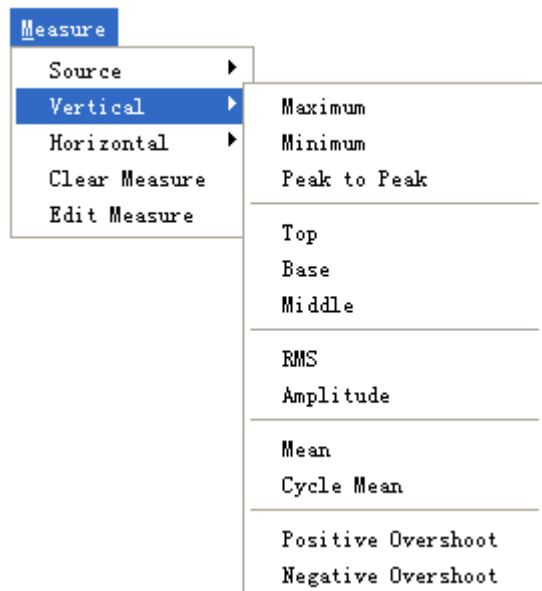 Measure
Source
Vertical
Horizontal
Clear Measure
Edit Measure
Maximum
Minimum
Peak to Peak
Top
Base
Middle
RMS
Amplitude
Mean
Cycle Mean
Positive Overshoot
Negative Overshoot